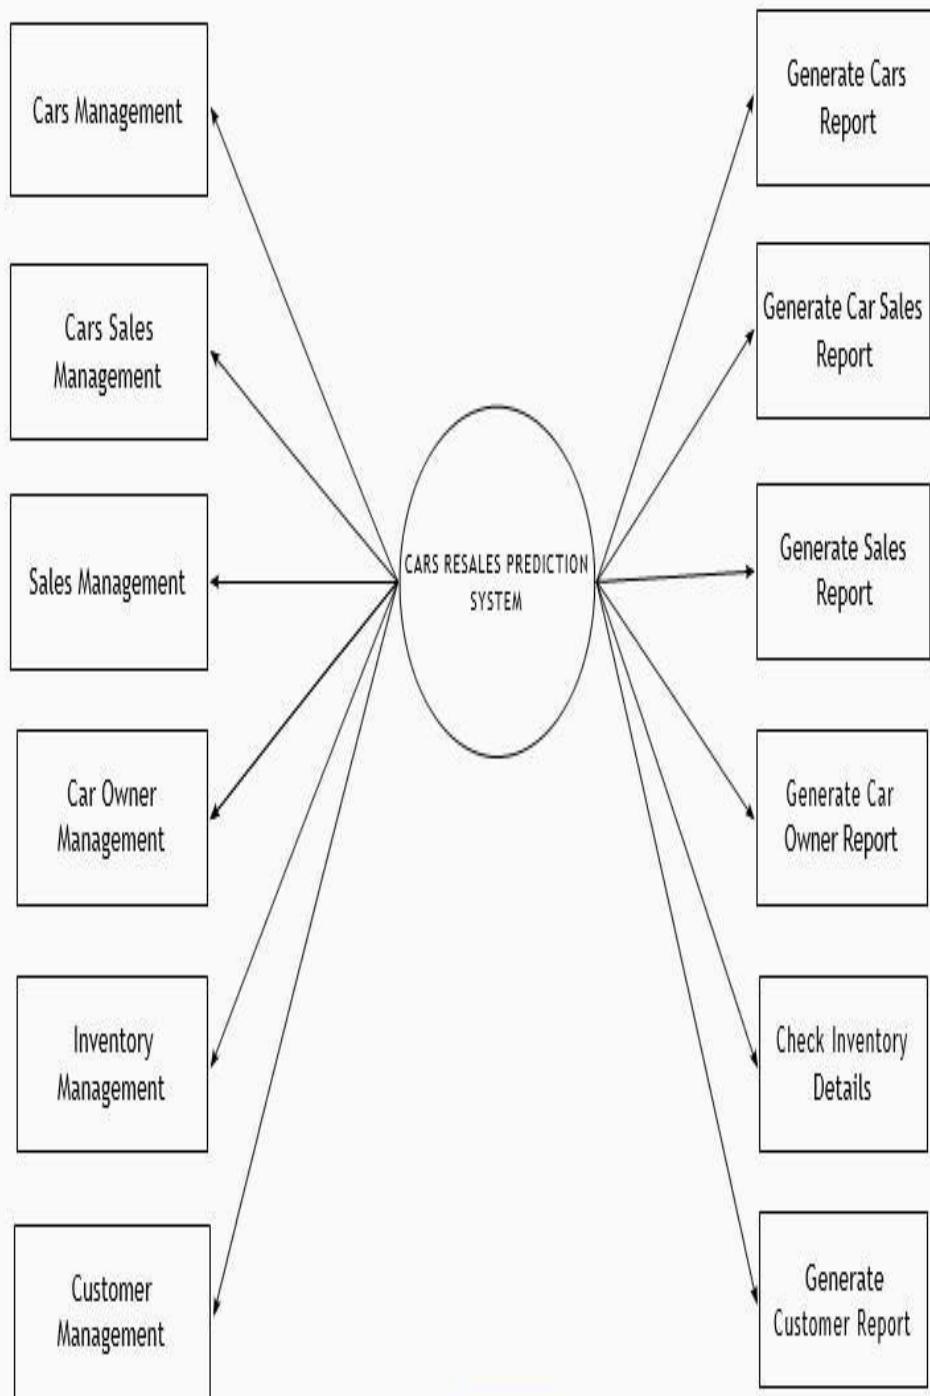 Cars Management
Cars Sales
Management
Sales Management
Car Owner
Management
Inventory
Management
Customer
Management
CARS RESALES PREDICTION
SYSTEM
Generate Cars
Report
Generate Car Sales
Report
Generate Sales
Report
Generate Car
Owner Report
Check Inventory
Details
Generate
Customer Report